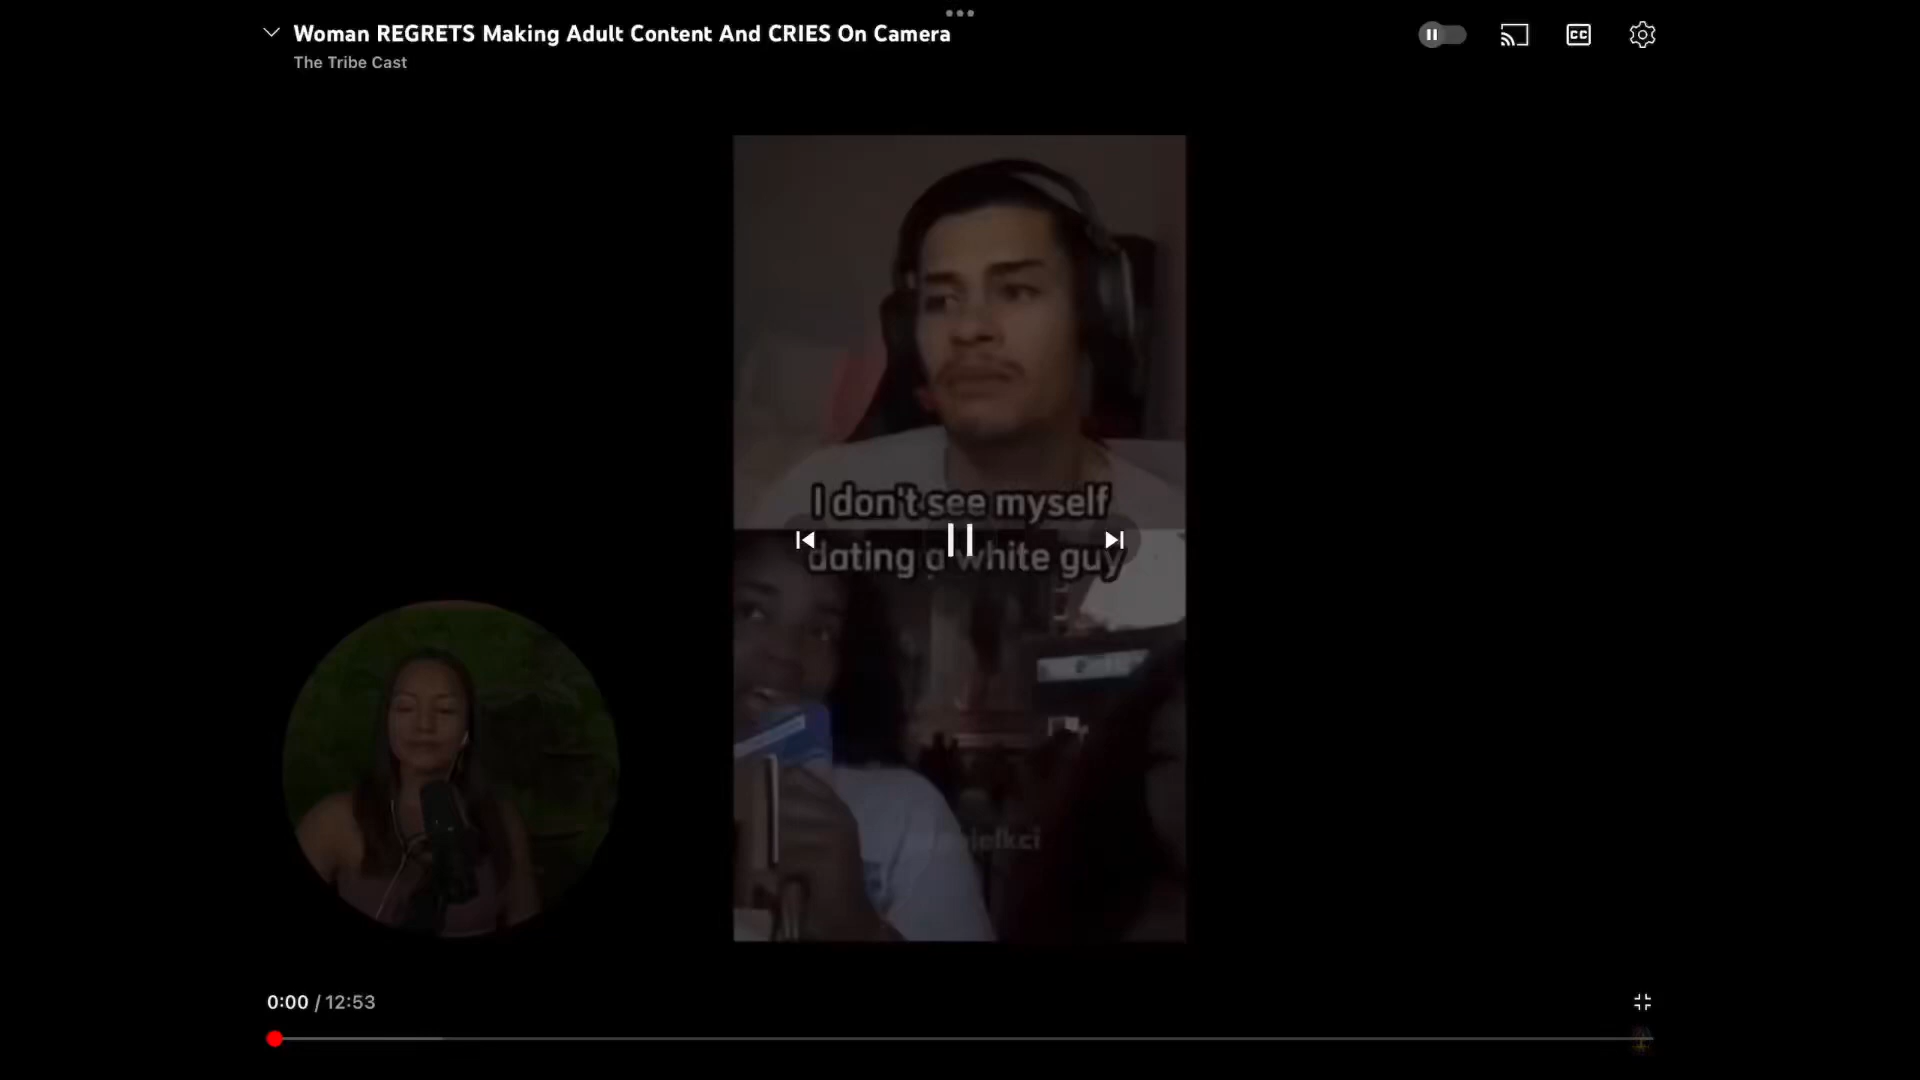 Woman REGRETS Making Adult Content And CRIES On Camera
The Tribe Cast
CC
I don't see myself
dating a white guy
0:00 / 12:53